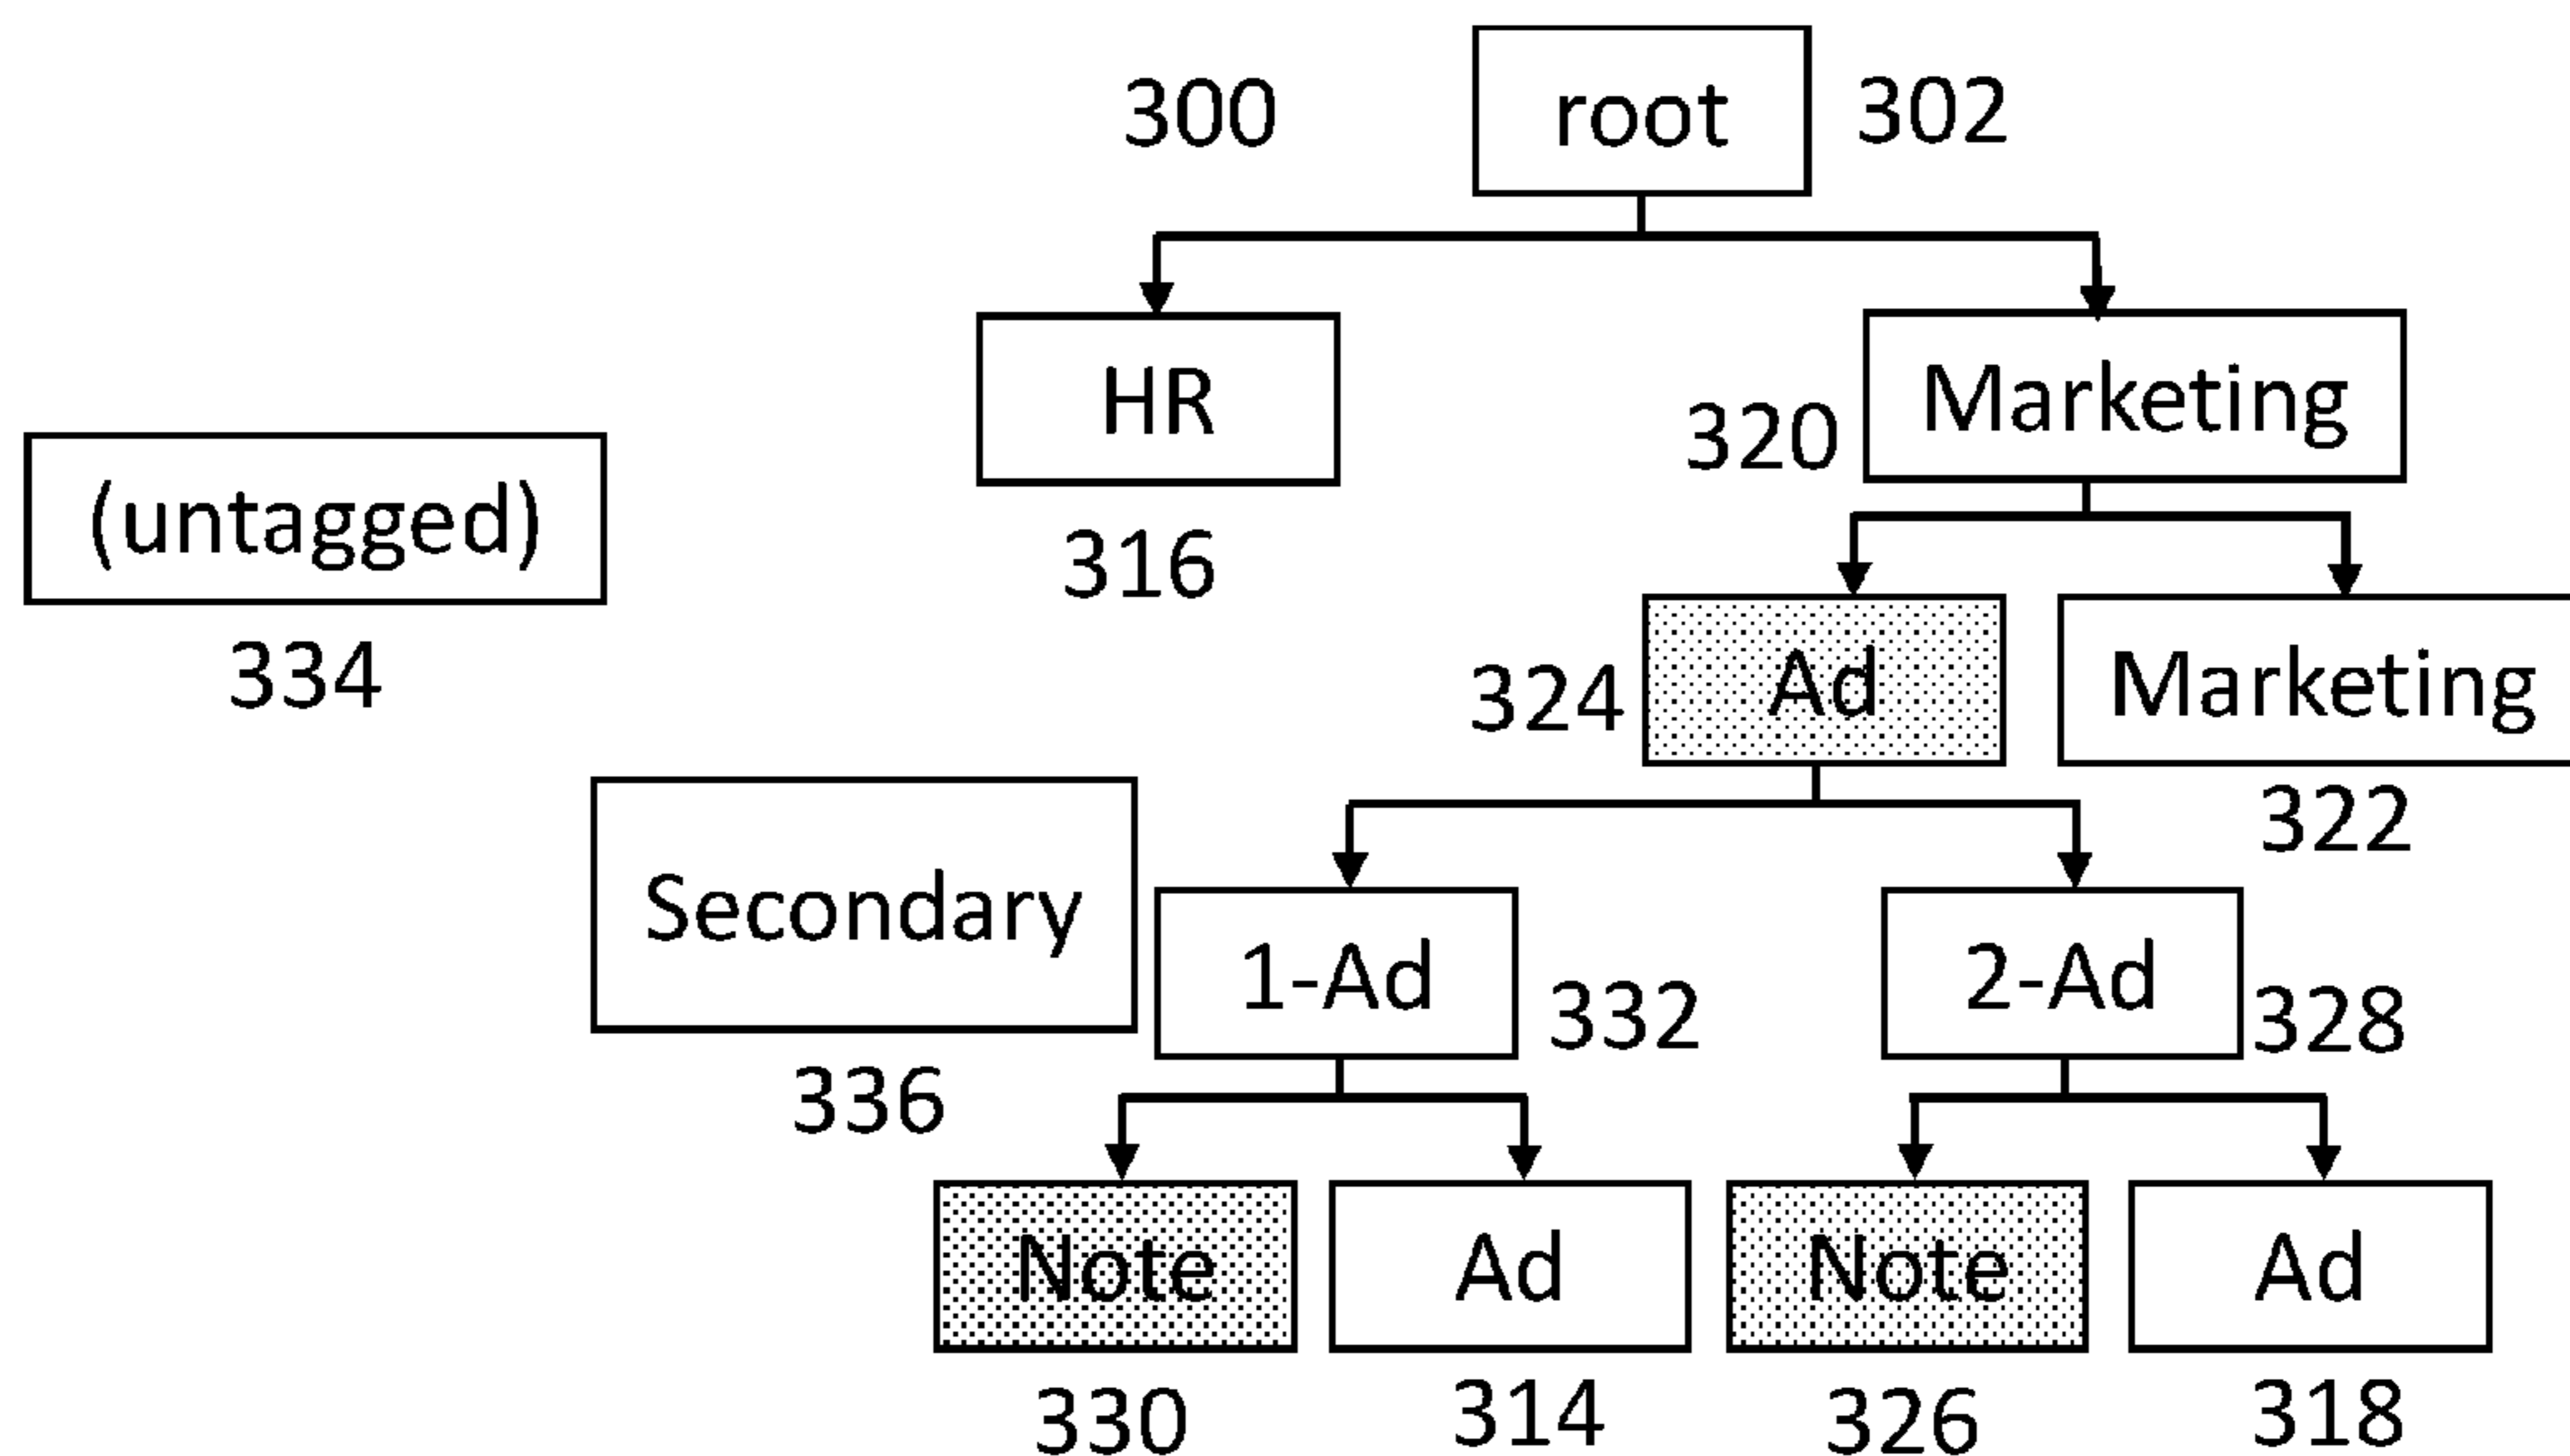 300 root 302
HR
Marketing
320
(untagged)
316
334
324 Ad Marketing
322
Secondary
1-Ad 332 2-Ad 328
336
Note Ad Note Ad
330 314 326 318